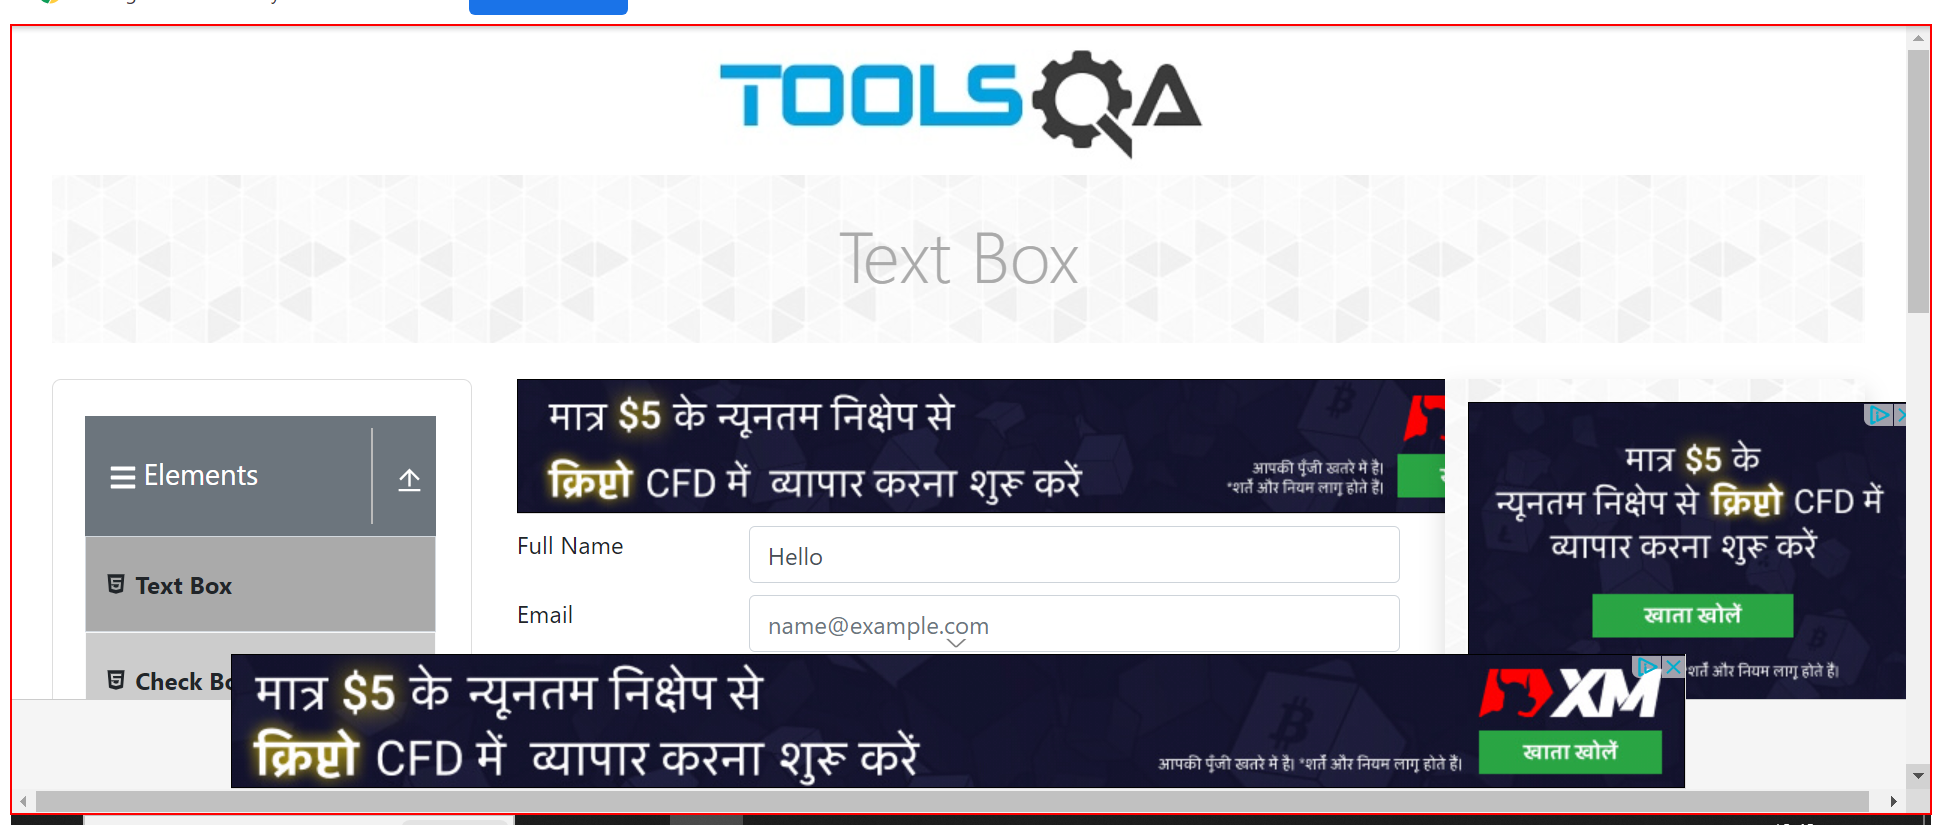 TOOLSQA
Text Box
Elements
Text Box
Check Bo
मात्र $5 के न्यूनतम निक्षेप से
क्रिप्टो CFD में व्यापार करना शुरू करें
आपकी पूँजी खतरे में है।
*शर्तें और नियम लागू होते हैं।
Full Name
Hello
Email
name@example.com
मात्र $5 के
न्यूनतम निक्षेप से क्रिप्टो CFD में
व्यापार करना शुरू करें
खाता खोलें
शर्तें और नियम लागू होते है।
मात्र $5 के न्यूनतम निक्षेप से
क्रिप्टो CFD में व्यापार करना शुरू करें
आपकी पूँजी खतरे में है। *शर्तें और नियम लागू होते हैं।
XM
खाता खोलें